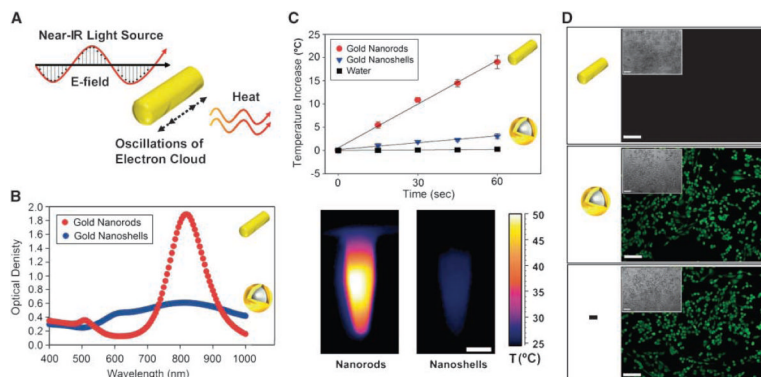 A
Near-IR Light Source
E-field
Heat
Oscillations of
Electron Cloud
B
Optical Denisty
2.0
1.8
1.6
1.4
1.2
1.0
0.8
0.6
0.4
0.2
0.0
Gold Nanorods
Gold Nanoshells
400 500 600 700 800 900 1000
Wavelength (nm)
C
Temperature Increase (ºC)
25
20
15
10
5
0
-5
Gold Nanorods
Gold Nanoshells
Water
0 30 60
Time (sec)
50
45
40
35
30
25
T (ºC)
Nanorods
Nanoshells
D